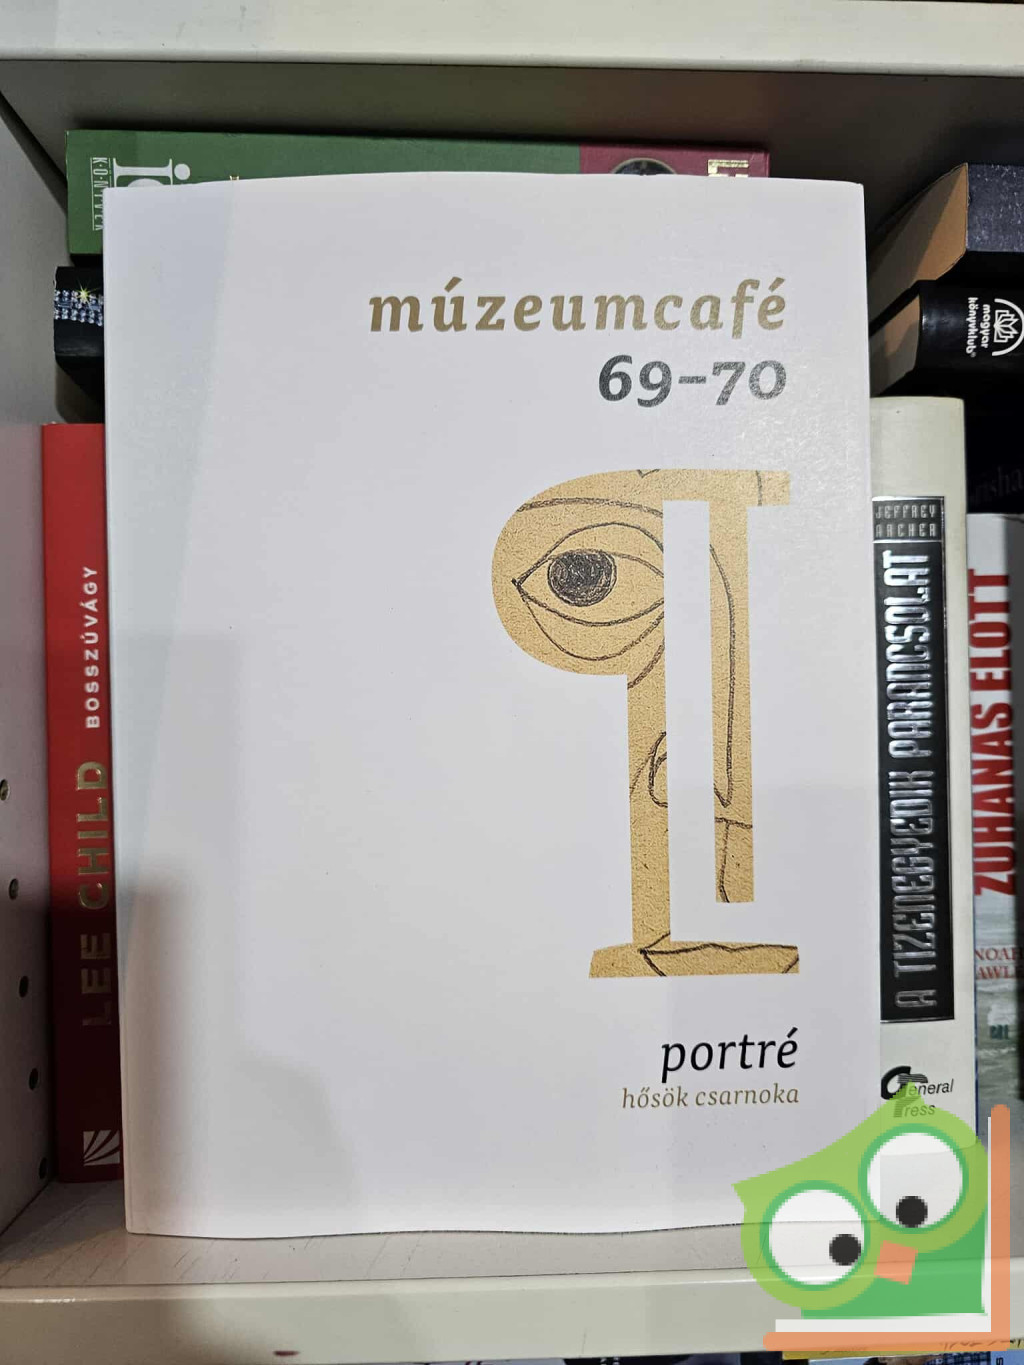 múzeumcafé
69–70
portré
hősök csarnoka
LEE CHILD BOSSZÚVÁGY
magyar
könyvklub
JEFFREY
ARCHER
A TIZENEGYEDIK PARANCSOLAT
General
Press
ZUHANÁS ELŐTT